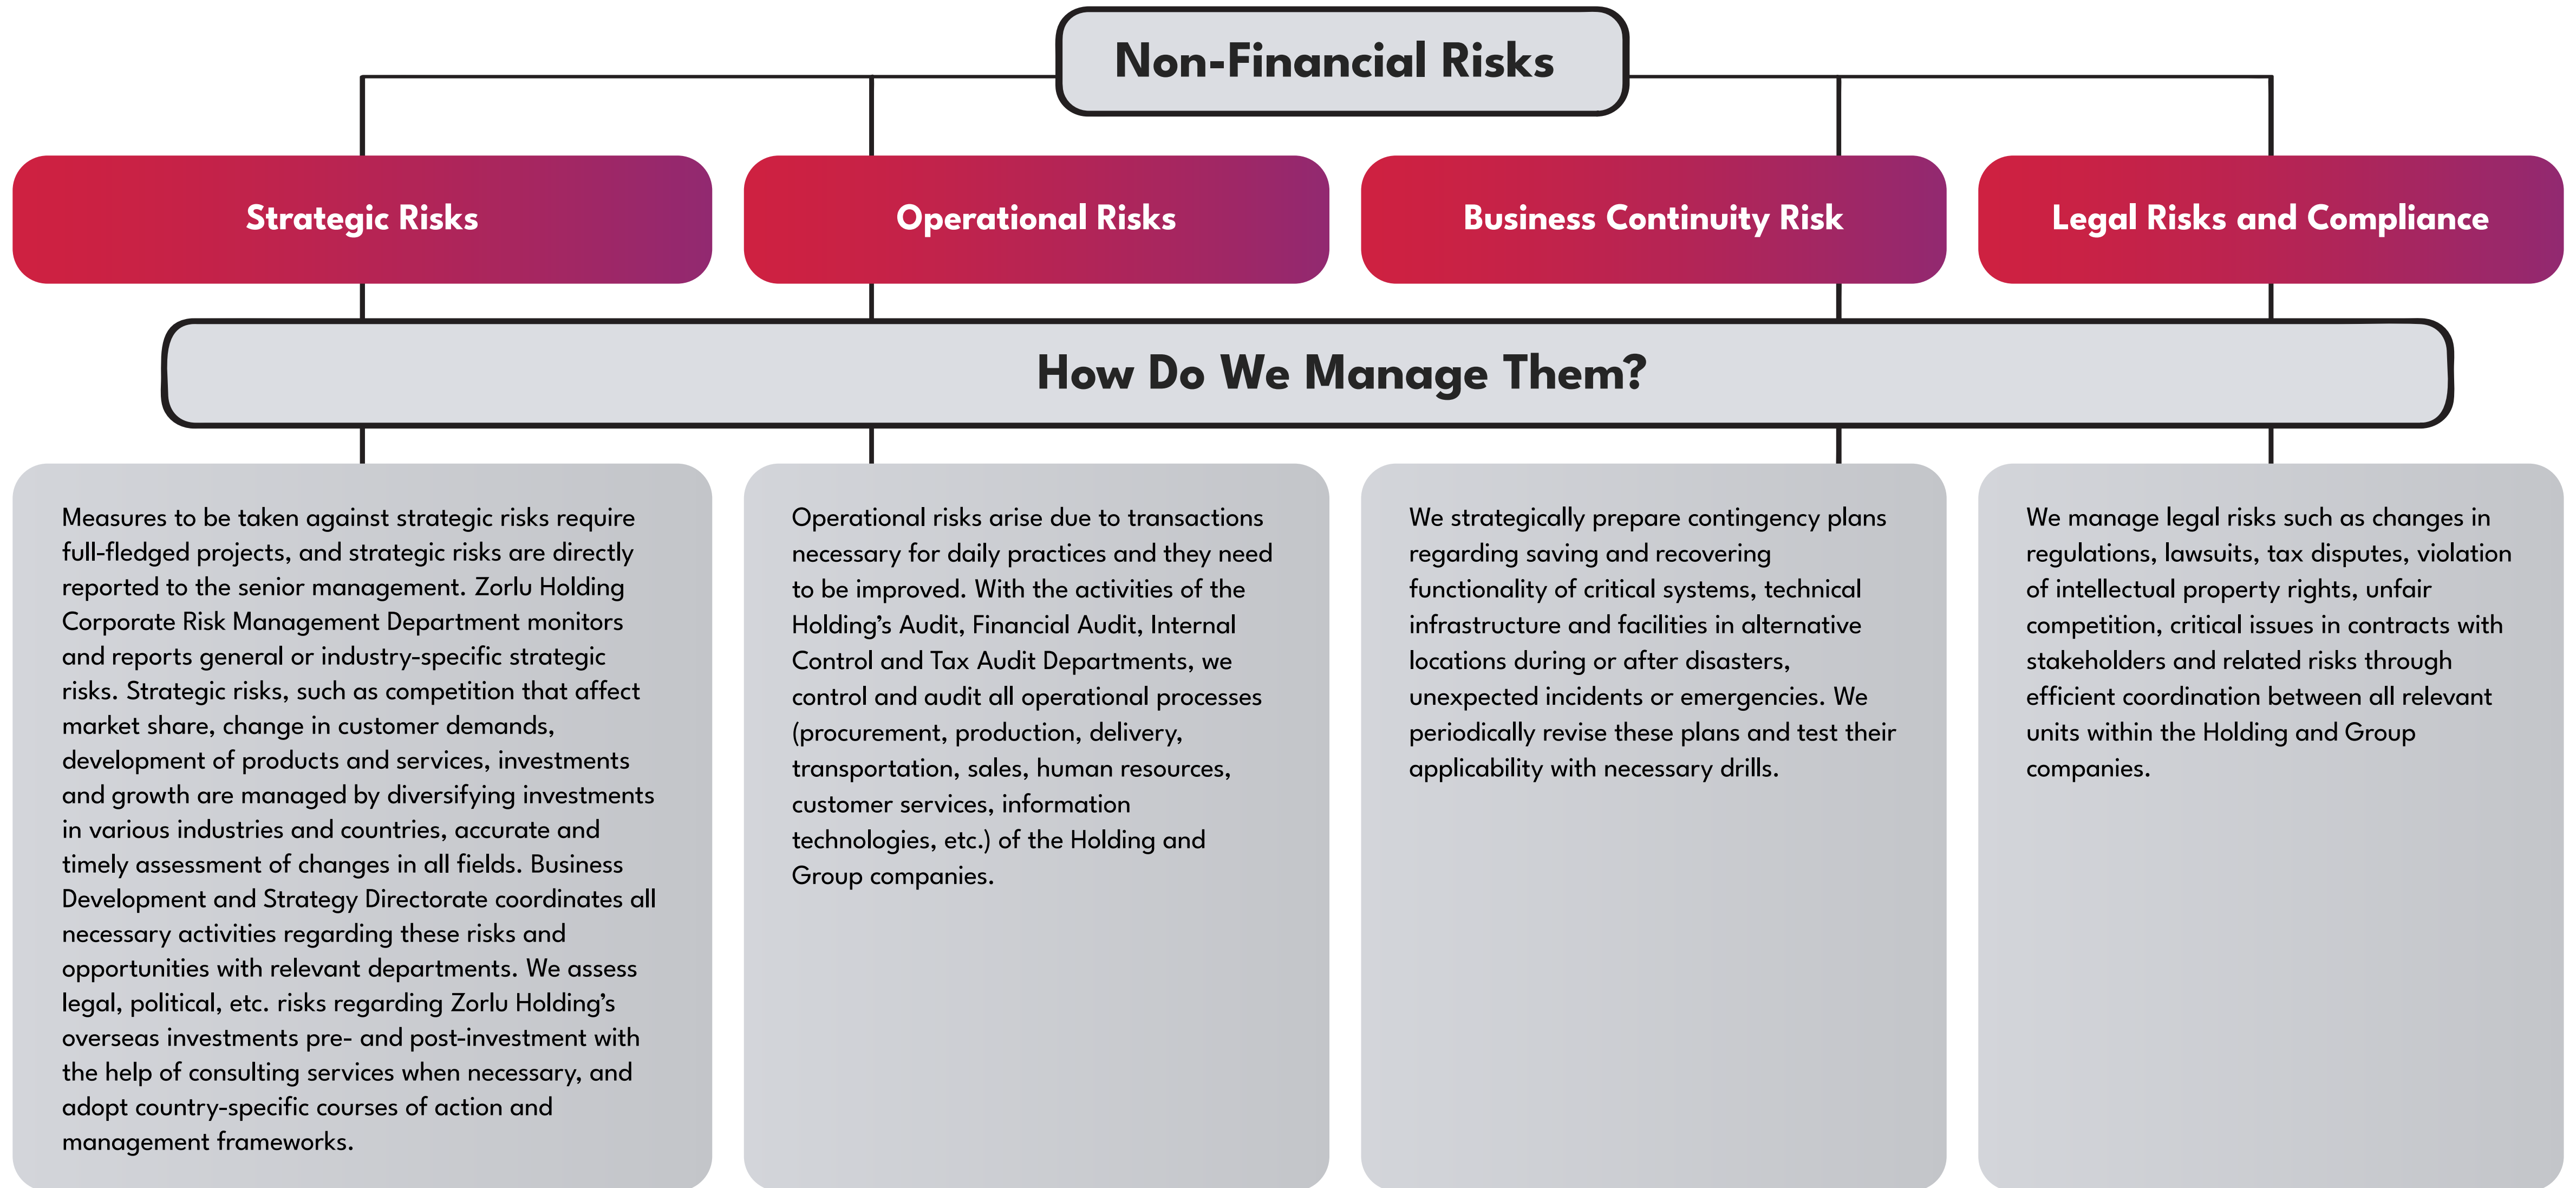 Non-Financial Risks
Strategic Risks
Operational Risks
Business Continuity Risk
Legal Risks and Compliance
How Do We Manage Them?
Measures to be taken against strategic risks require
full-fledged projects, and strategic risks are directly
reported to the senior management. Zorlu Holding
Corporate Risk Management Department monitors
and reports general or industry-specific strategic
risks. Strategic risks, such as competition that affect
market share, change in customer demands,
development of products and services, investments
and growth are managed by diversifying investments
in various industries and countries, accurate and
timely assessment of changes in all fields. Business
Development and Strategy Directorate coordinates all
necessary activities regarding these risks and
opportunities with relevant departments. We assess
legal, political, etc. risks regarding Zorlu Holding’s
overseas investments pre- and post-investment with
the help of consulting services when necessary, and
adopt country-specific courses of action and
management frameworks.
Operational risks arise due to transactions
necessary for daily practices and they need
to be improved. With the activities of the
Holding’s Audit, Financial Audit, Internal
Control and Tax Audit Departments, we
control and audit all operational processes
(procurement, production, delivery,
transportation, sales, human resources,
customer services, information
technologies, etc.) of the Holding and
Group companies.
We strategically prepare contingency plans
regarding saving and recovering
functionality of critical systems, technical
infrastructure and facilities in alternative
locations during or after disasters,
unexpected incidents or emergencies. We
periodically revise these plans and test their
applicability with necessary drills.
We manage legal risks such as changes in
regulations, lawsuits, tax disputes, violation
of intellectual property rights, unfair
competition, critical issues in contracts with
stakeholders and related risks through
efficient coordination between all relevant
units within the Holding and Group
companies.